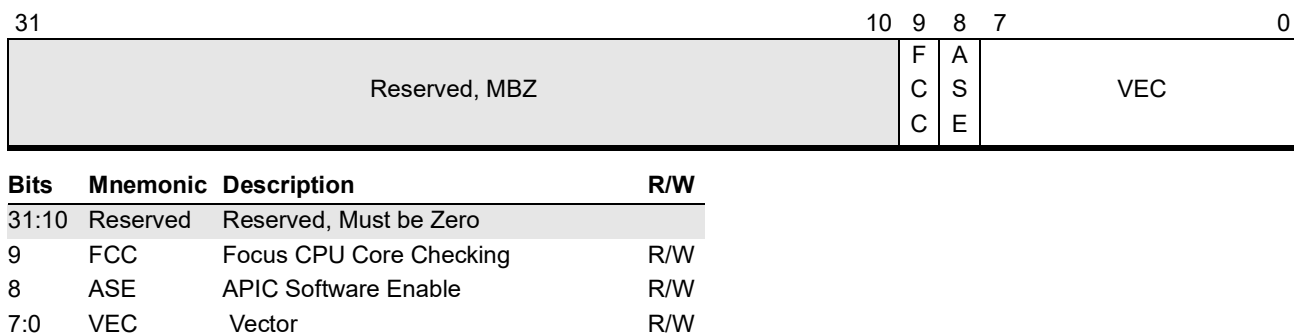 31 10 9 8 7 0
Reserved, MBZ
F
C
C
A
S
E
VEC
Bits Mnemonic Description R/W
31:10 Reserved Reserved, Must be Zero
9 FCC Focus CPU Core Checking R/W
8 ASE APIC Software Enable R/W
7:0 VEC Vector R/W